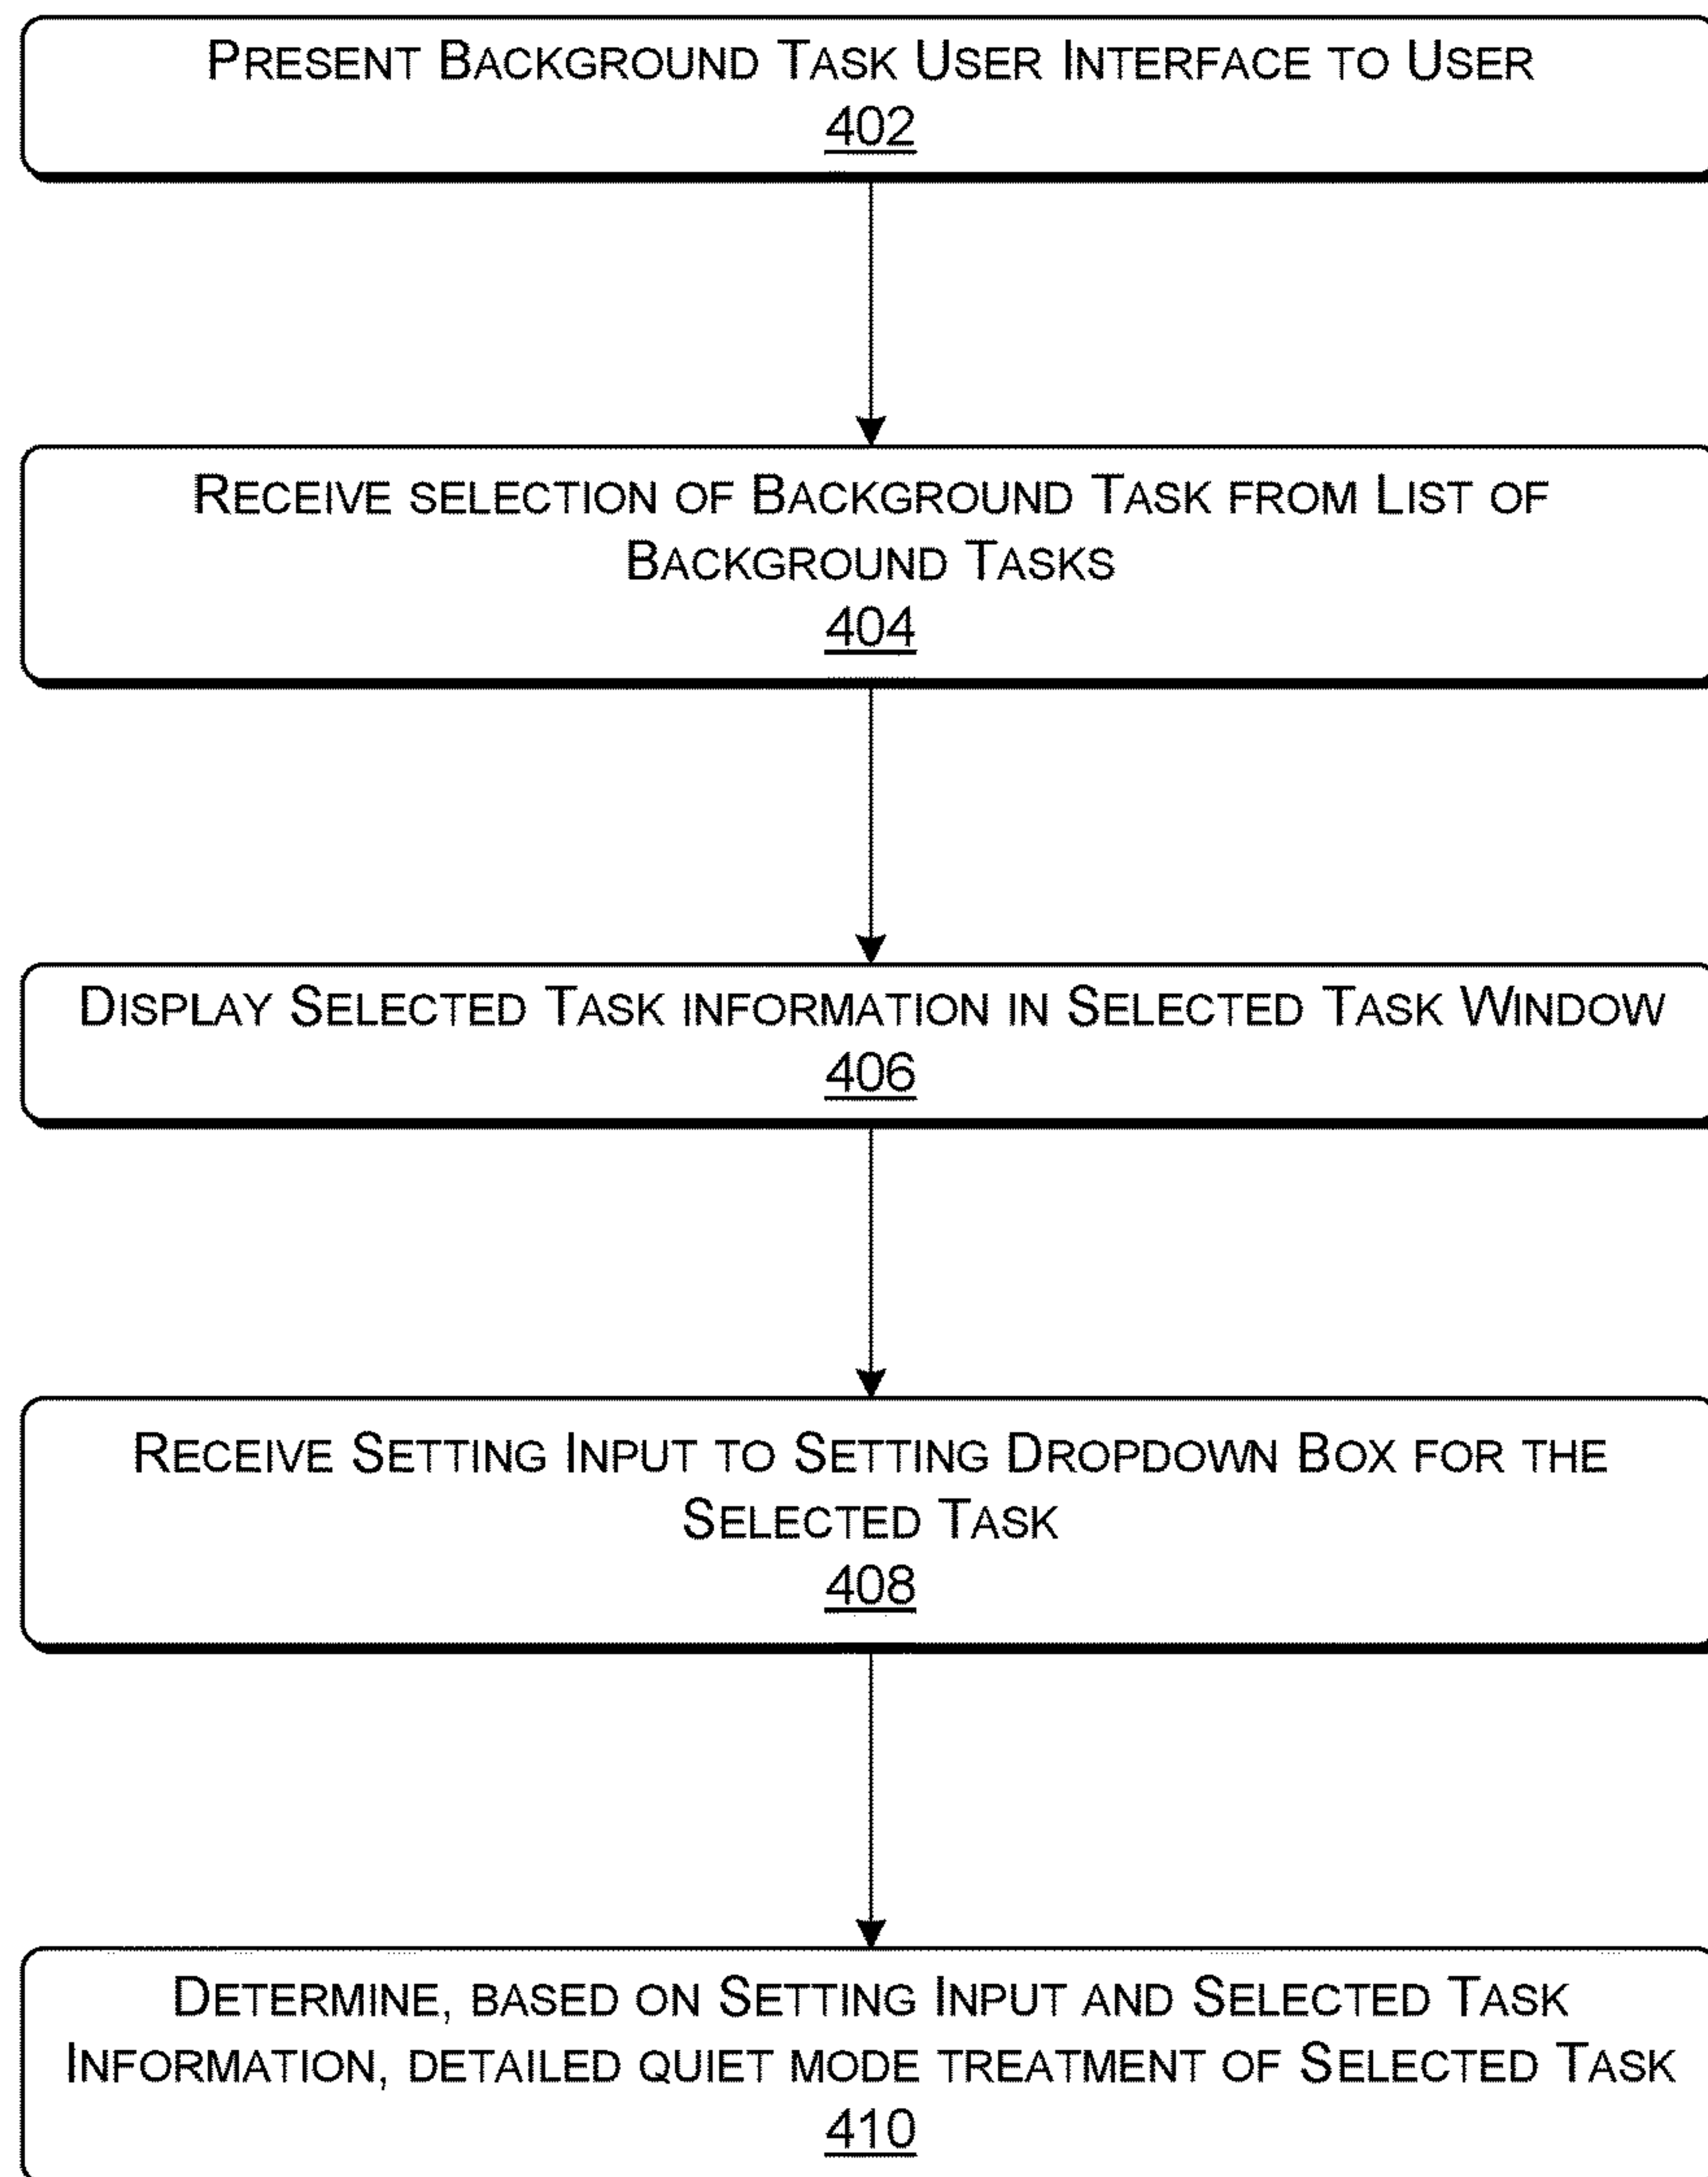 PRESENT BACKGROUND TASK USER INTERFACE TO USER
402
RECEIVE SELECTION OF BACKGROUND TASK FROM LIST OF
BACKGROUND TASKS
404
DISPLAY SELECTED TASK INFORMATION IN SELECTED TASK WINDOW
406
RECEIVE SETTING INPUT TO SETTING DROPDOWN BOX FOR THE
SELECTED TASK
408
DETERMINE, BASED ON SETTING INPUT AND SELECTED TASK
INFORMATION, DETAILED QUIET MODE TREATMENT OF SELECTED TASK
410